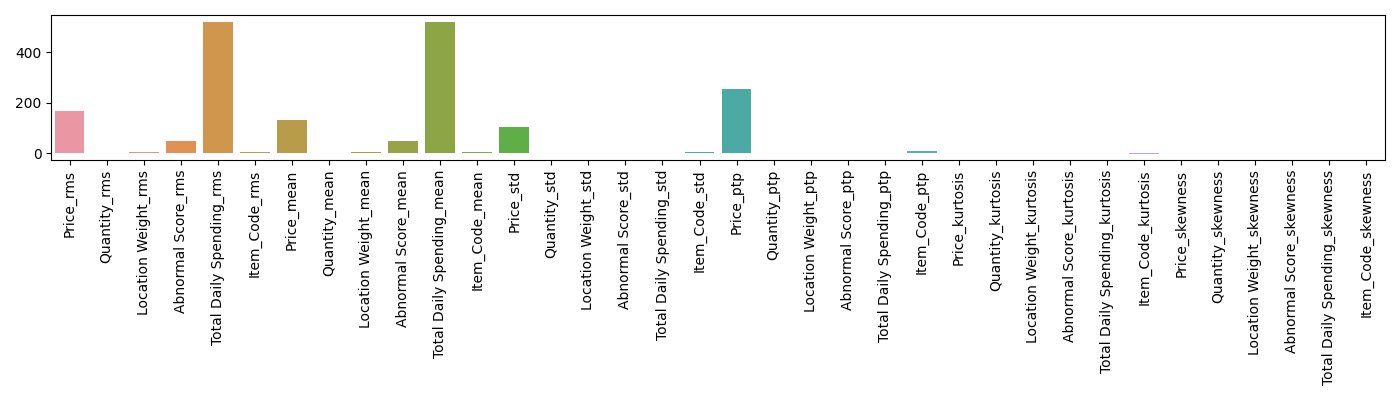 400
200
0
Price_rms
Quantity_rms
Location Weight_rms
Abnormal Score_rms
Total Daily Spending_rms
Item_Code_rms
Price_mean
Quantity_mean
Location Weight_mean
Abnormal Score_mean
Total Daily Spending_mean
Item_Code_mean
Price_std
Quantity_std
Location Weight_std
Abnormal Score_std
Total Daily Spending_std
Item_Code_std
Price_ptp
Quantity_ptp
Location Weight_ptp
Abnormal Score_ptp
Total Daily Spending_ptp
Item_Code_ptp
Price_kurtosis
Quantity_kurtosis
Location Weight_kurtosis
Abnormal Score_kurtosis
Total Daily Spending_kurtosis
Item_Code_kurtosis
Price_skewness
Quantity_skewness
Location Weight_skewness
Abnormal Score_skewness
Total Daily Spending_skewness
Item_Code_skewness